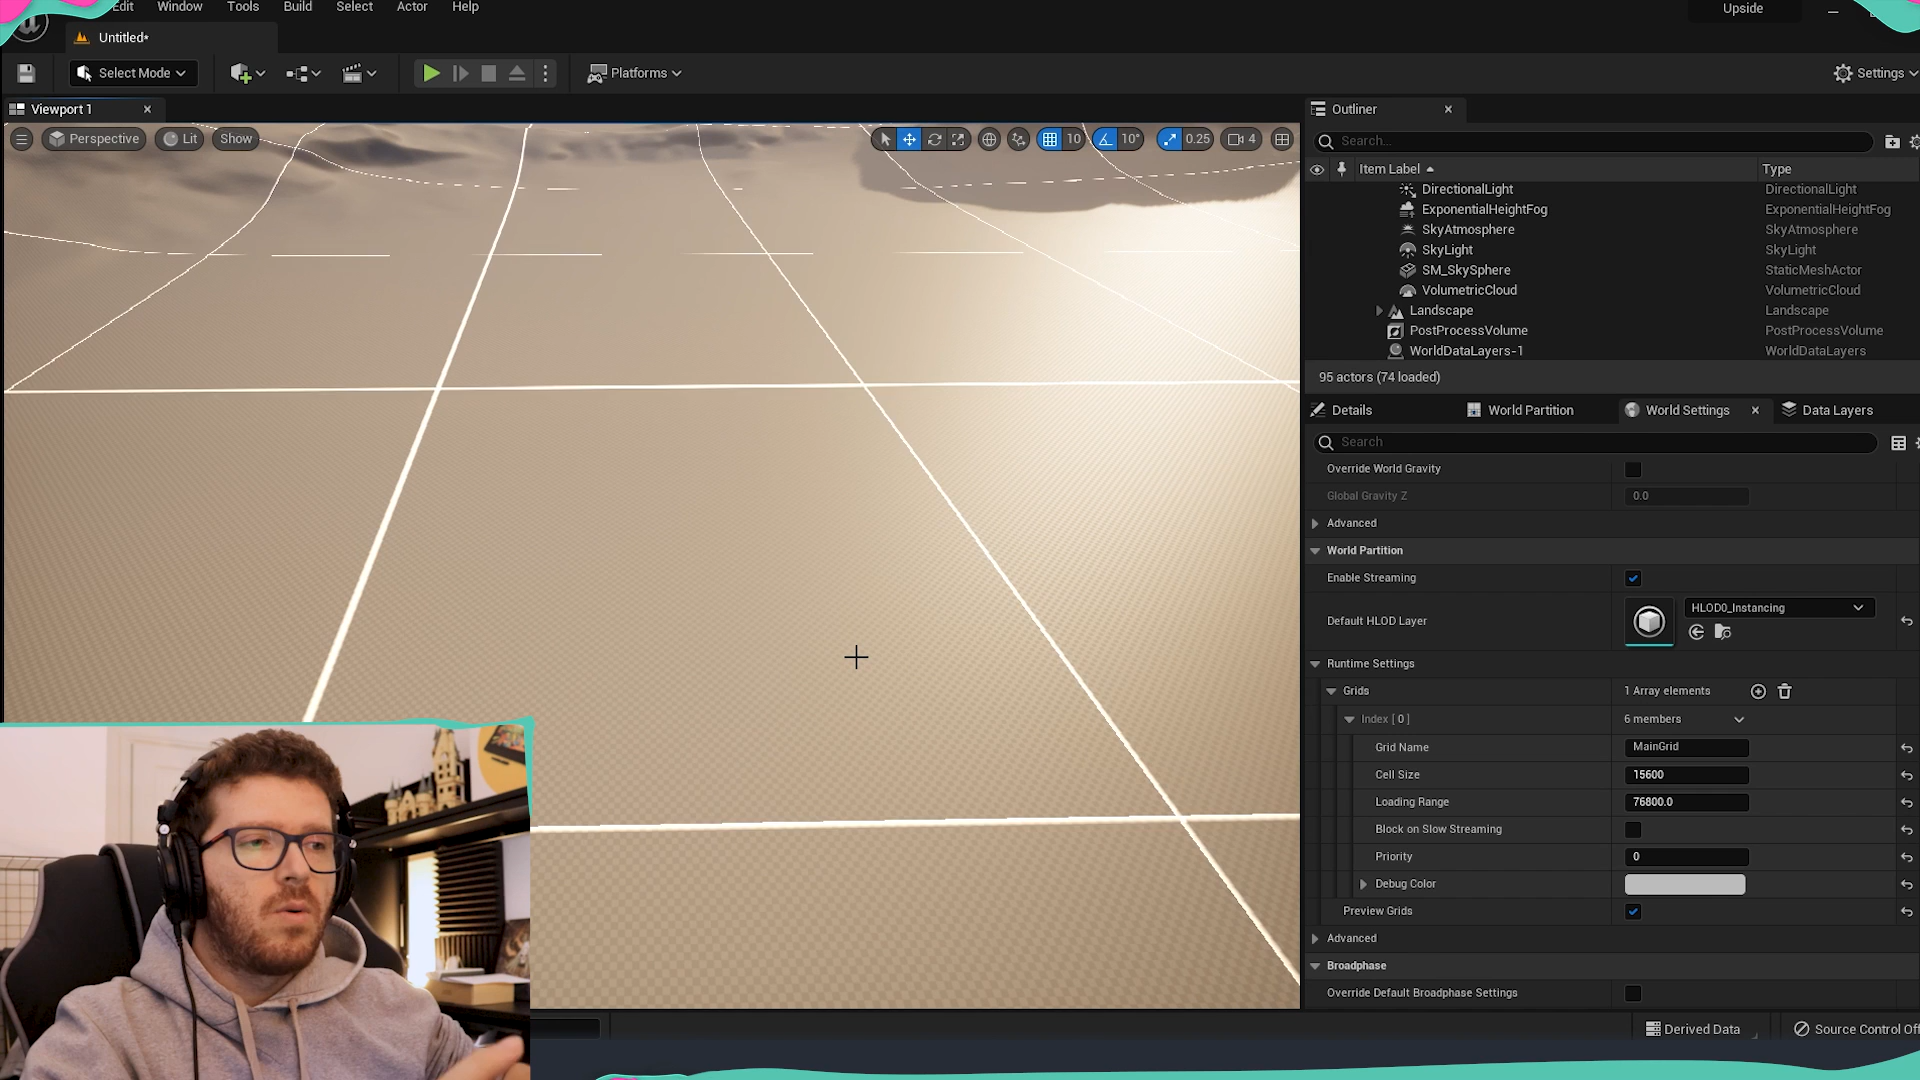 Edit
Window
Tools
Build
Select
Actor
Help
Upside
Untitled*
Select Mode
Platforms
Settings
Viewport 1
Outliner
Perspective
Lit
Show
10
10°
0.25
4
Search...
Item Label
Type
DirectionalLight
DirectionalLight
ExponentialHeightFog
ExponentialHeightFog
SkyAtmosphere
SkyAtmosphere
SkyLight
SkyLight
SM_SkySphere
StaticMeshActor
VolumetricCloud
VolumetricCloud
Landscape
Landscape
PostProcessVolume
PostProcessVolume
WorldDataLayers-1
WorldDataLayers
95 actors (74 loaded)
Details
World Partition
World Settings
Data Layers
Search
Override World Gravity
Global Gravity Z
0.0
Advanced
World Partition
Enable Streaming
Default HLOD Layer
HLOD0_Instancing
Runtime Settings
Grids
1 Array elements
Index [ 0 ]
6 members
Grid Name
MainGrid
Cell Size
15600
Loading Range
76800.0
Block on Slow Streaming
Priority
0
Debug Color
Preview Grids
Advanced
Broadphase
Override Default Broadphase Settings
Derived Data
Source Control Off